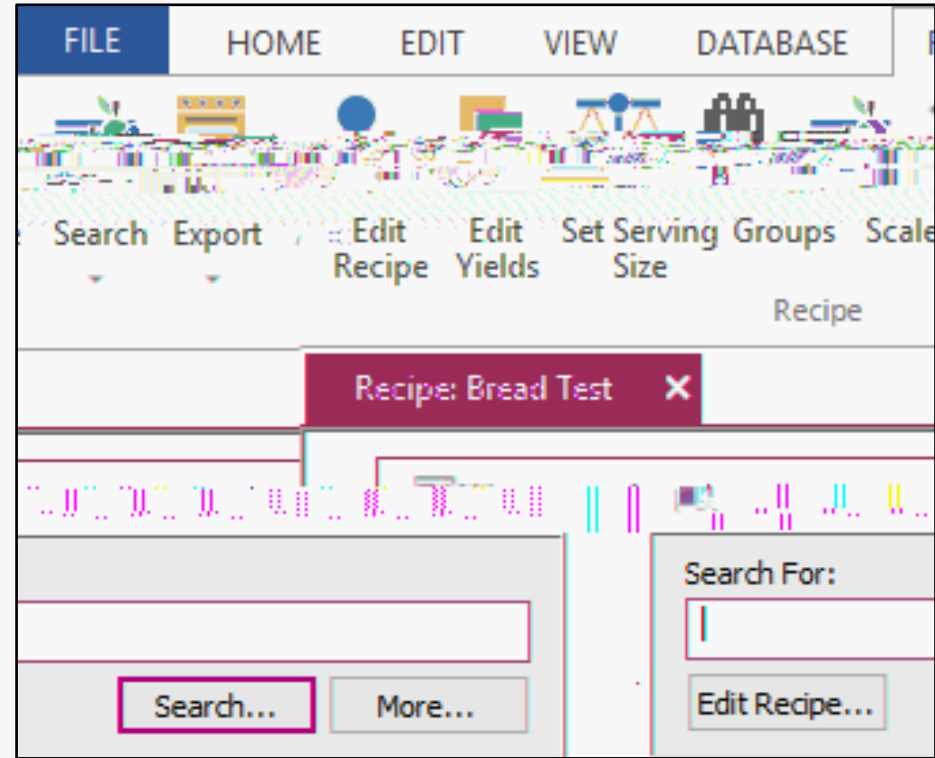 FILE HOME EDIT VIEW DATABASE
Search Export Edit Recipe Edit Yields Set Serving Size Groups Scale
Recipe
Recipe: Bread Test
Search For:
Search... More... Edit Recipe...